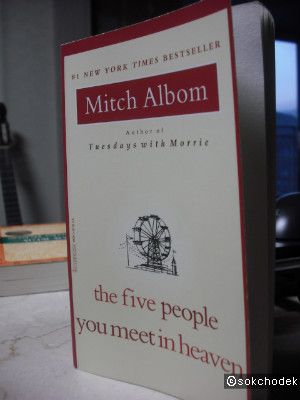 #1 NEW YORK TIMES BESTSELLER
Mitch Albom
Author of
Tuesdays with Morrie
the five people
you meet in heaven
©sokchodek